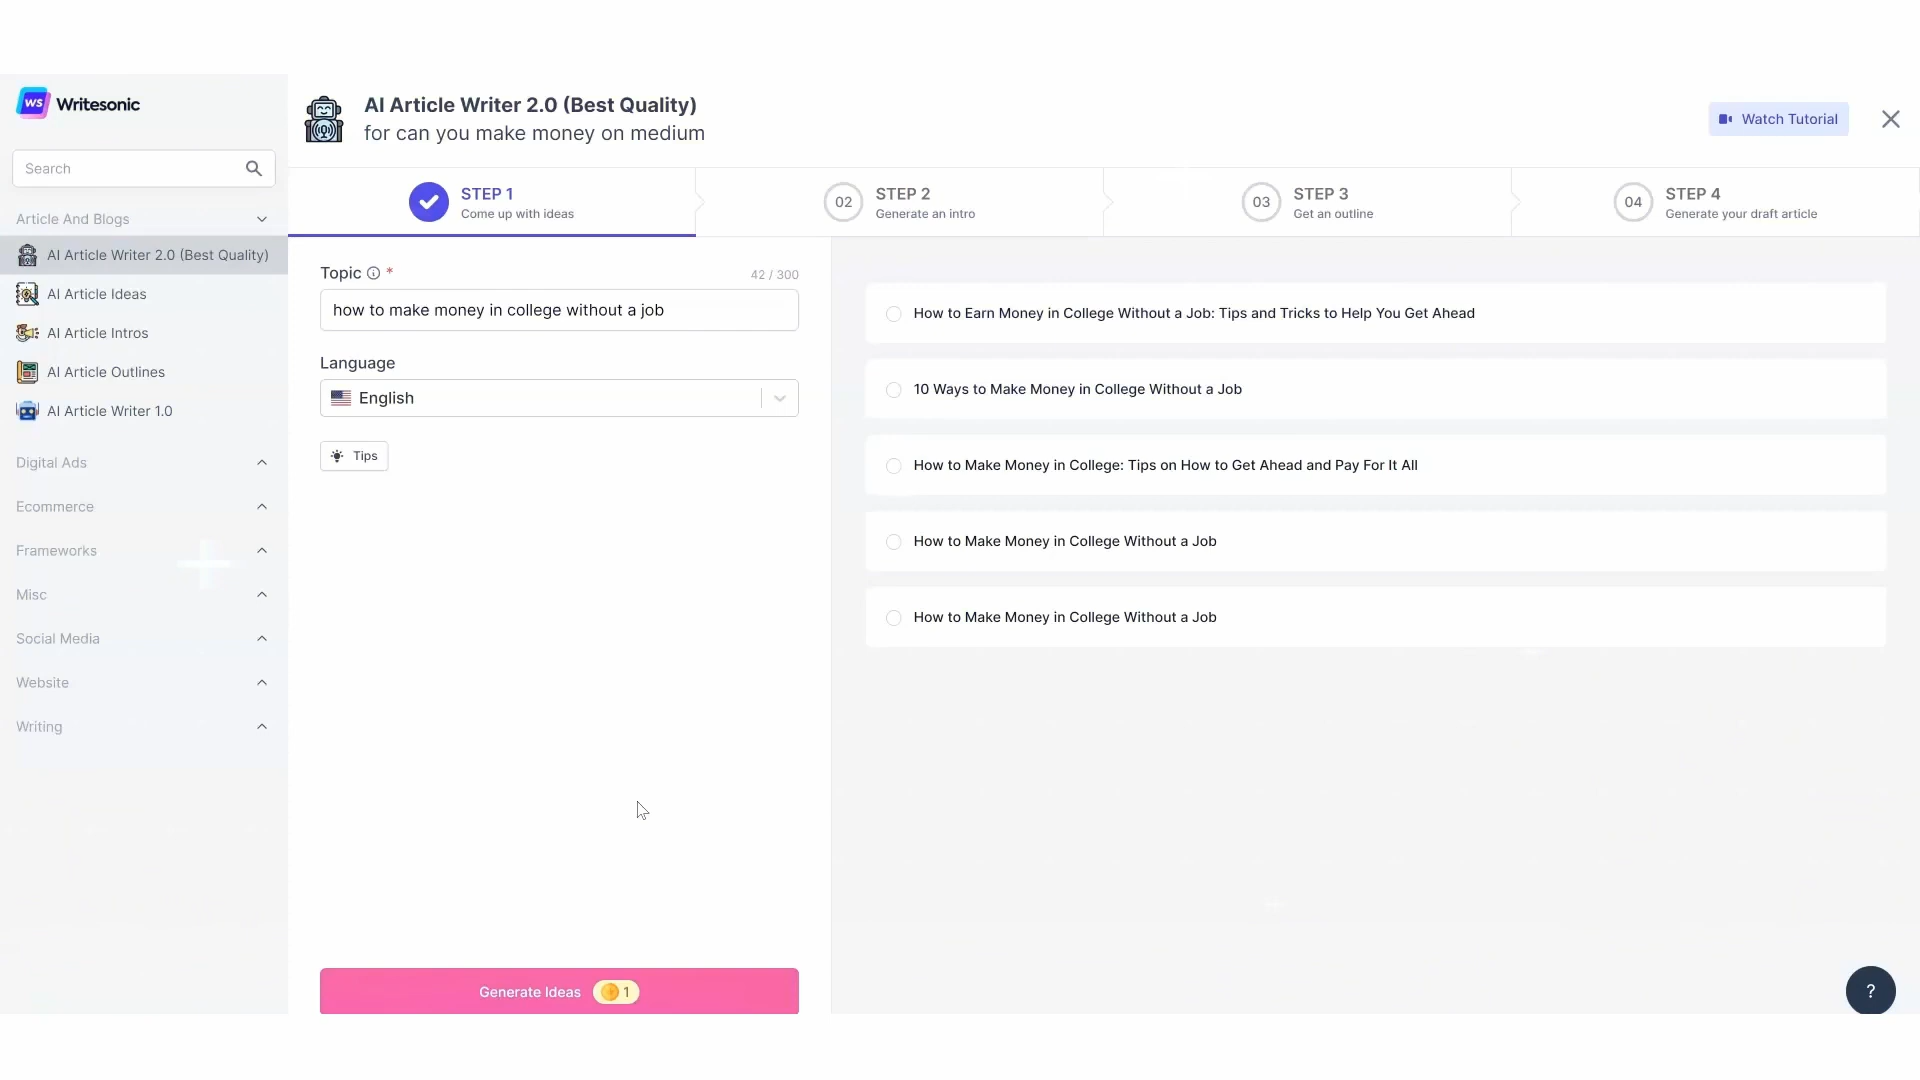 WS Writesonic
Search
Article And Blogs
AI Article Writer 2.0 (Best Quality)
AI Article Ideas
AI Article Intros
AI Article Outlines
AI Article Writer 1.0
Digital Ads
Ecommerce
Frameworks
Misc
Social Media
Website
Writing
AI Article Writer 2.0 (Best Quality)
for can you make money on medium
Watch Tutorial
STEP 1
Come up with ideas
02
STEP 2
Generate an intro
03
STEP 3
Get an outline
04
STEP 4
Generate your draft article
Topic * 42 / 300
how to make money in college without a job
Language
English
Tips
Generate Ideas 1
How to Earn Money in College Without a Job: Tips and Tricks to Help You Get Ahead
10 Ways to Make Money in College Without a Job
How to Make Money in College: Tips on How to Get Ahead and Pay For It All
How to Make Money in College Without a Job
How to Make Money in College Without a Job
?